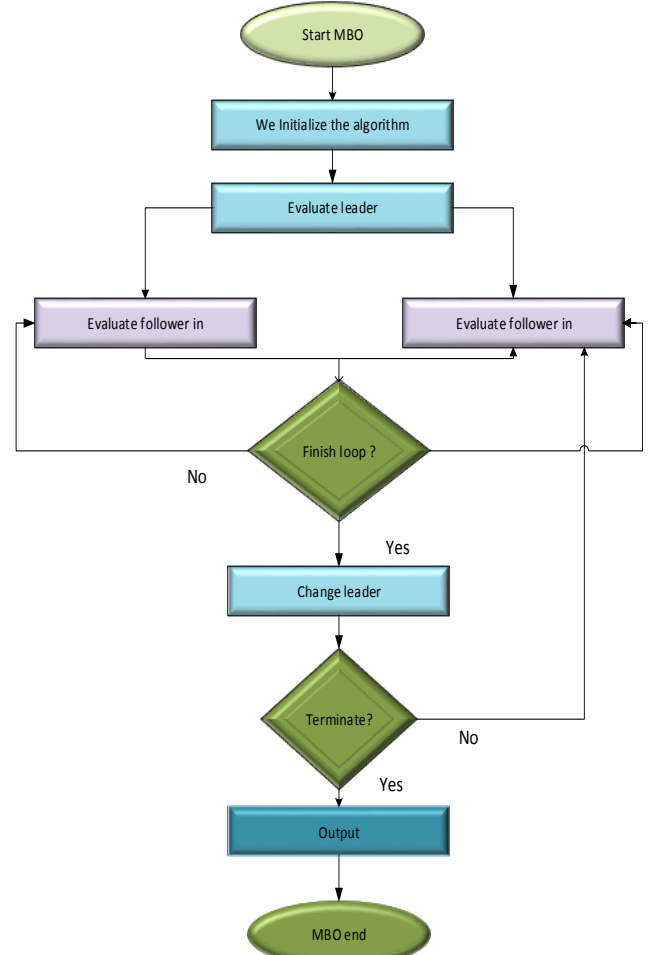 Start MBO
We Initialize the algorithm
Evaluate leader
Evaluate follower in
Evaluate follower in
Finish loop ?
No
Yes
Change leader
Terminate?
No
Yes
Output
MBO end